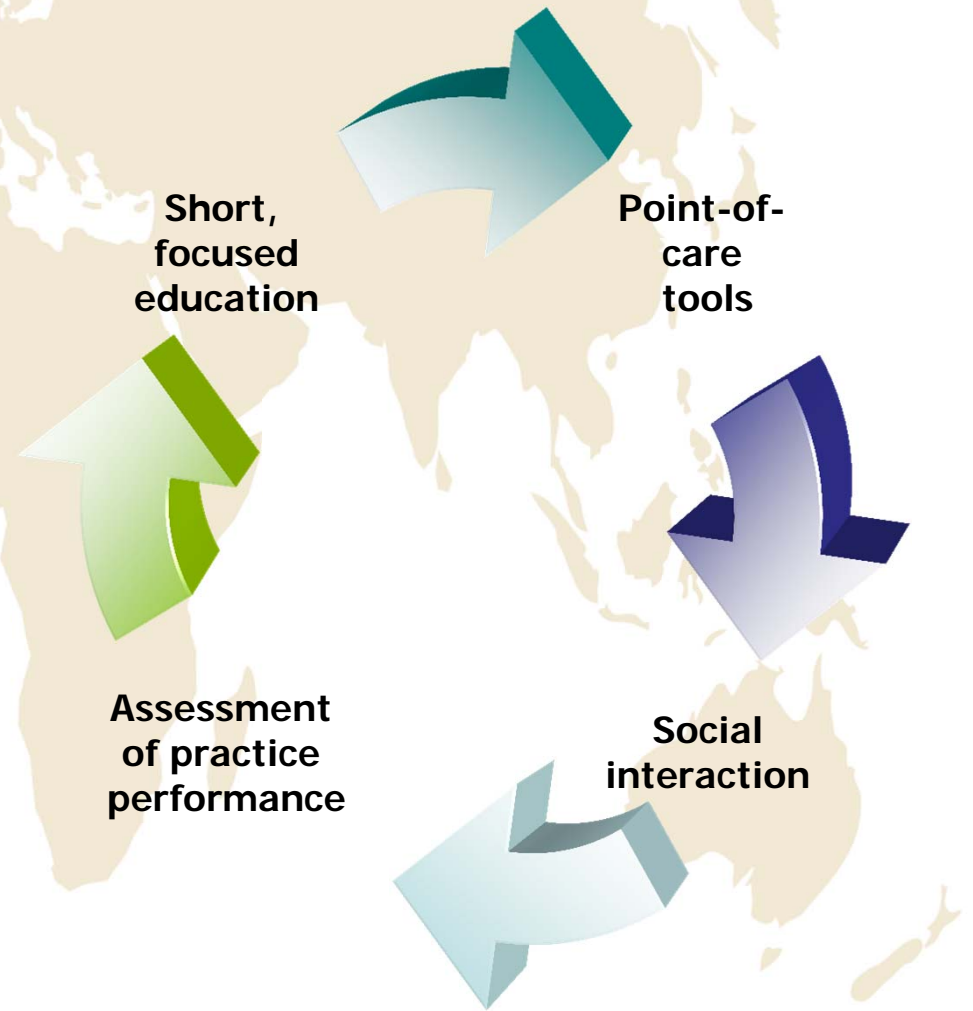 Short,
focused
education
Point-of-
care
tools
Assessment
of practice
performance
Social
interaction